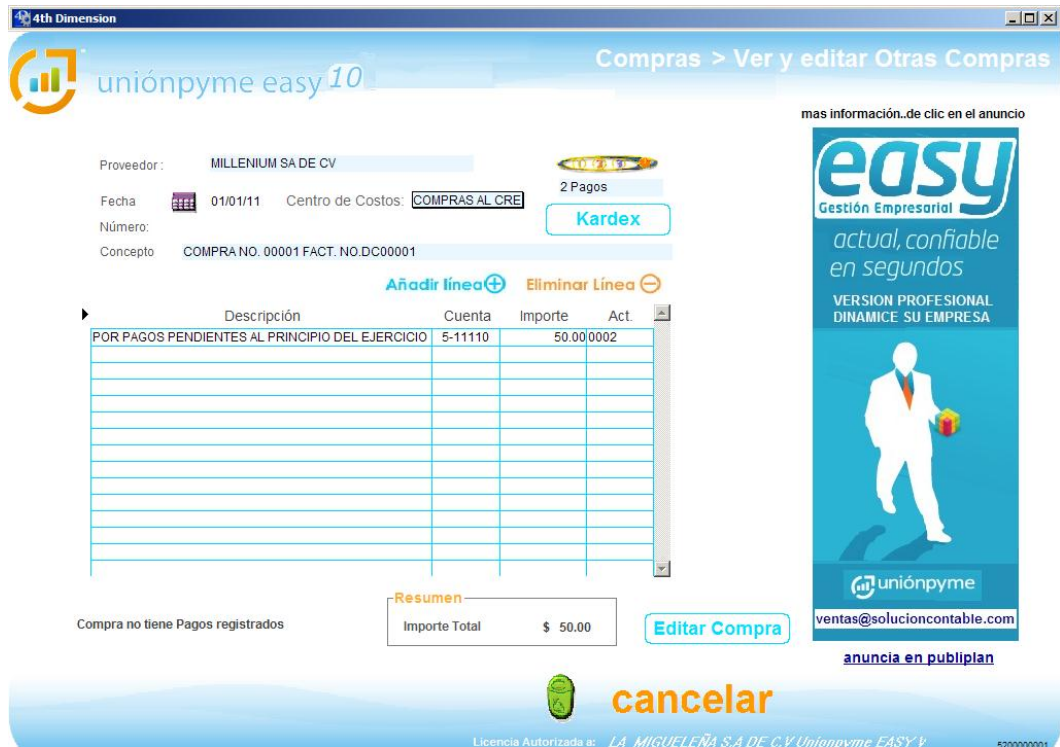 4th Dimension
uniónpyme easy 10
Compras > Ver y editar Otras Compras
mas información..de clic en el anuncio
Proveedor: MILLENIUM SA DE CV
2 Pagos
Fecha 01/01/11 Centro de Costos: COMPRAS AL CRE
Kardex
Número:
Concepto COMPRA NO. 00001 FACT. NO.DC00001
Añadir línea Eliminar Línea
Descripción Cuenta Importe Act.
POR PAGOS PENDIENTES AL PRINCIPIO DEL EJERCICIO 5-11110 50.00 0002
easy
Gestión Empresarial
actual, confiable
en segundos
VERSION PROFESIONAL
DINAMICE SU EMPRESA
uniónpyme
ventas@solucioncontable.com
anuncia en publiplan
Resumen
Compra no tiene Pagos registrados
Importe Total $ 50.00
Editar Compra
cancelar
Licencia Autorizada a: LA MIGUELEÑA S.A DE C.V Unionpyme EASY V
5200000001